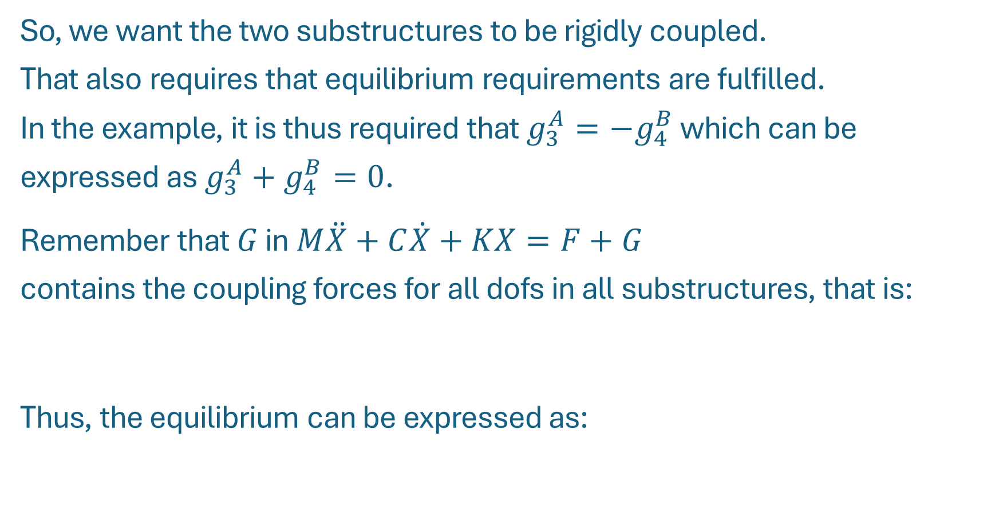 So, we want the two substructures to be rigidly coupled.
That also requires that equilibrium requirements are fulfilled.
In the example, it is thus required that $g_3^A = -g_4^B$ which can be
expressed as $g_3^A + g_4^B = 0.$
Remember that $G$ in $M\ddot{X} + C\dot{X} + KX = F + G$
contains the coupling forces for all dofs in all substructures, that is:
Thus, the equilibrium can be expressed as: